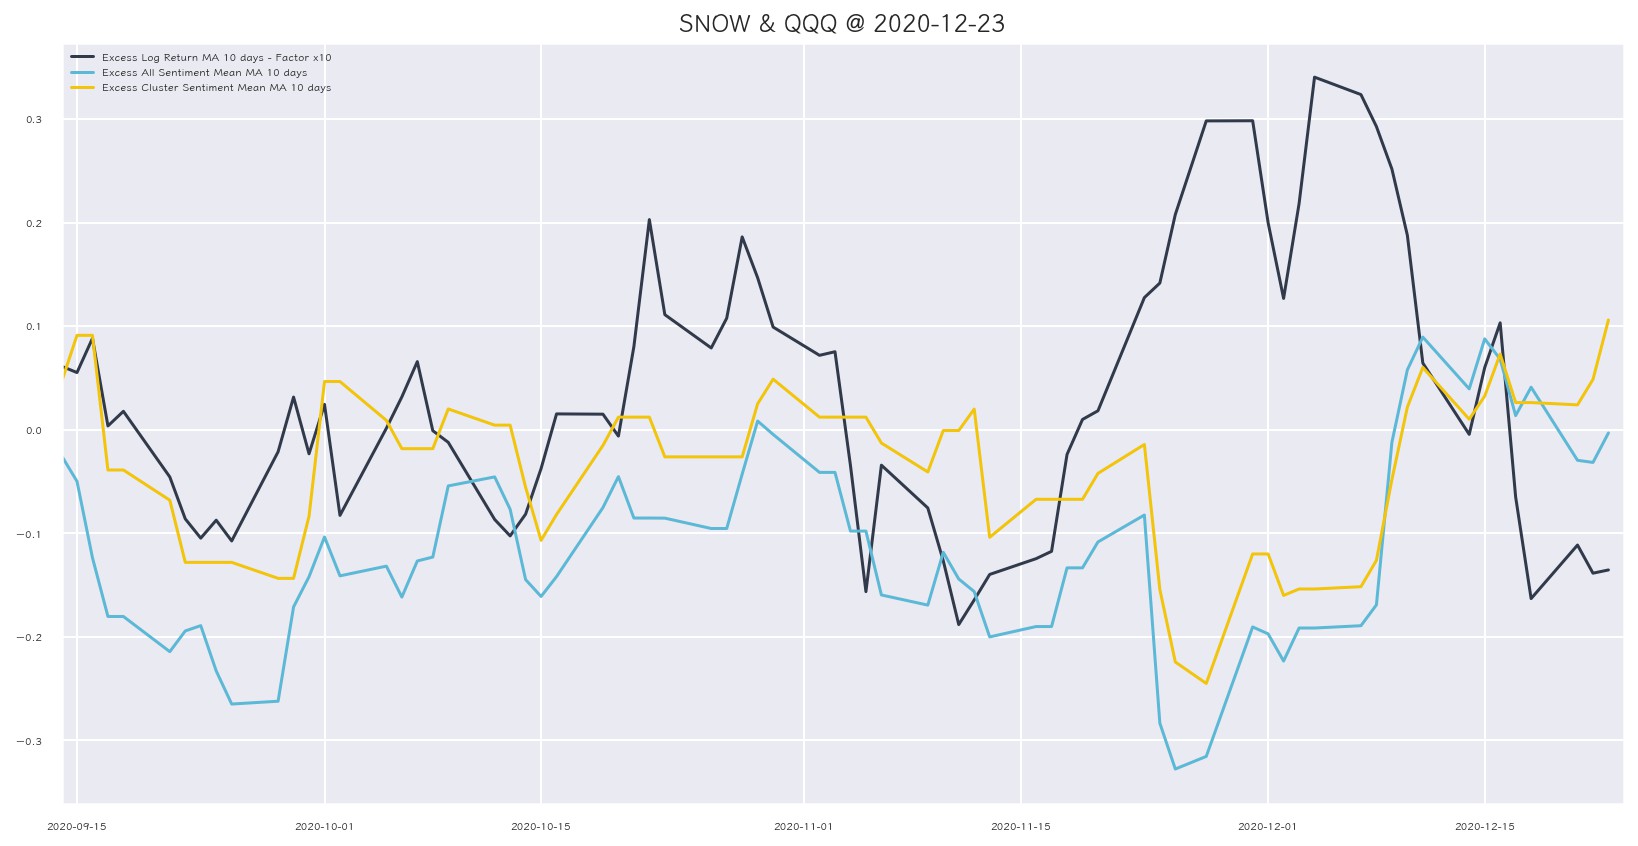 SNOW & QQQ @ 2020-12-23
Excess Log Return MA 10 days - Factor x10
Excess All Sentiment Mean MA 10 days
Excess Cluster Sentiment Mean MA 10 days
0.3
0.2
0.1
0.0
−0.1
−0.2
−0.3
2020-09-15 2020-10-01 2020-10-15 2020-11-01 2020-11-15 2020-12-01 2020-12-15